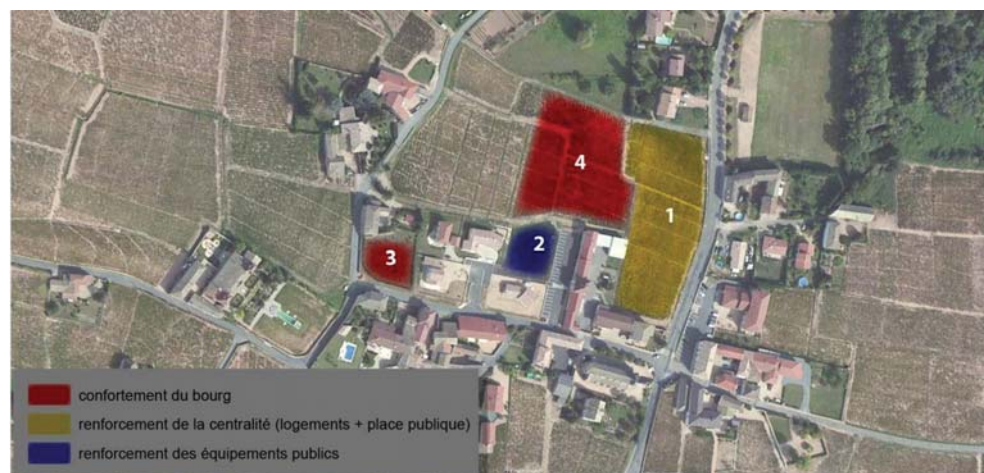 4
1
2
3
confortement du bourg
renforcement de la centralité (logements + place publique)
renforcement des équipements publics